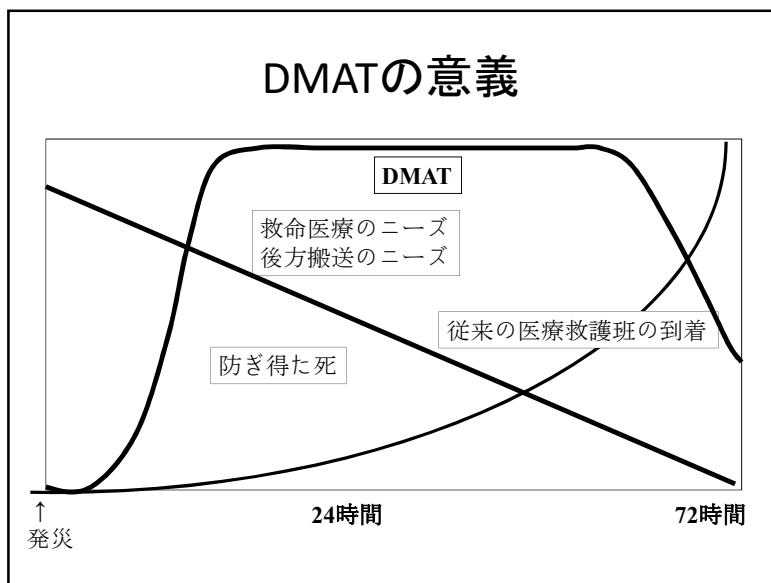 DMATの意義
DMAT
救命医療のニーズ
後方搬送のニーズ
従来の医療救護班の到着
防ぎ得た死
↑
発災
24時間
72時間